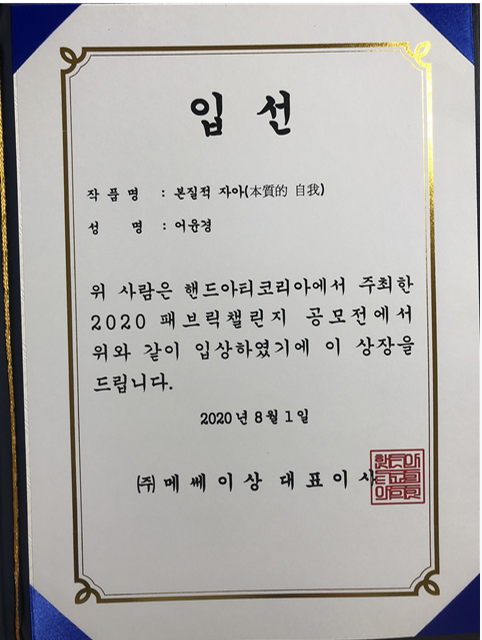 입 선
작 품 명 : 본질적 자아(本質的 自我)
성 명 : 어윤경
위 사람은 핸드아티코리아에서 주최한
2020 패브릭챌린지 공모전에서
위와 같이 입상하였기에 이 상장을
드립니다.
2020년 8월 1일
(주) 메쎄이상 대표이사